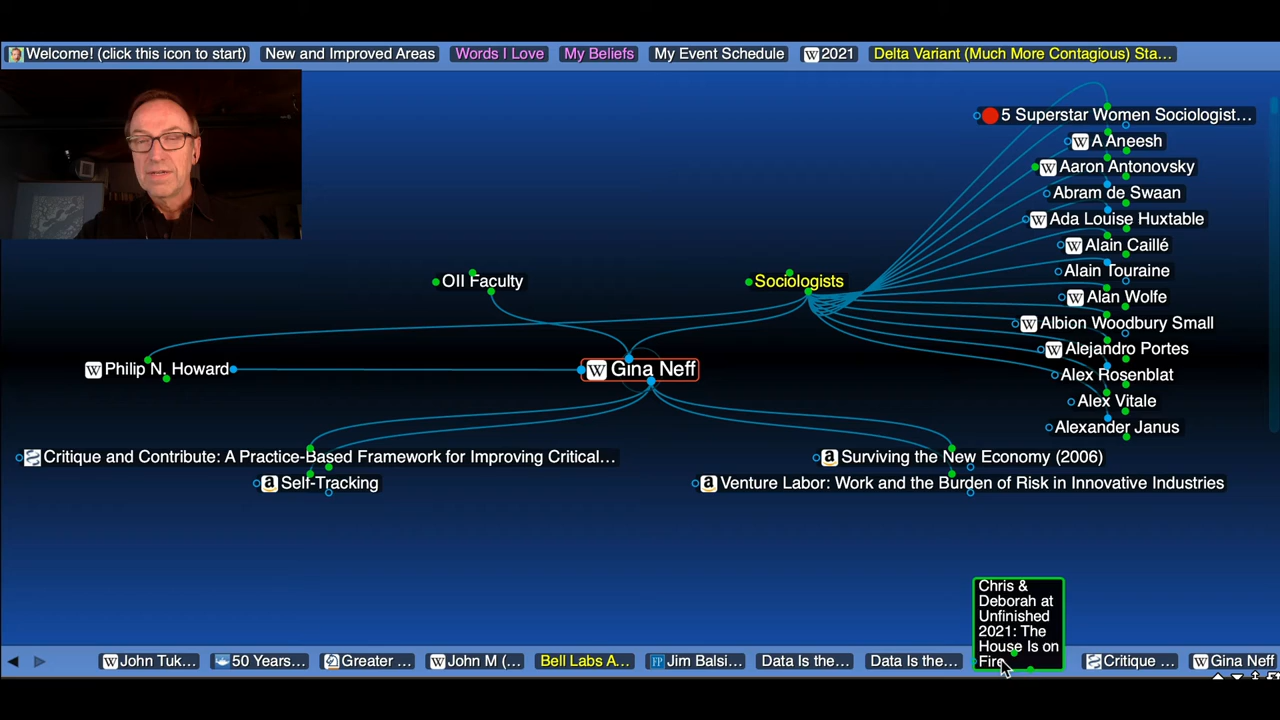 Welcome! (click this icon to start)
New and Improved Areas
Words I Love
My Beliefs
My Event Schedule
W 2021
Delta Variant (Much More Contagious) Sta...
5 Superstar Women Sociologist...
W A Aneesh
W Aaron Antonovsky
Abram de Swaan
W Ada Louise Huxtable
W Alain Caillé
Alain Touraine
W Alan Wolfe
W Albion Woodbury Small
W Alejandro Portes
Alex Rosenblat
Alex Vitale
Alexander Janus
OII Faculty
Sociologists
W Philip N. Howard
W Gina Neff
Critique and Contribute: A Practice-Based Framework for Improving Critical...
a Self-Tracking
a Surviving the New Economy (2006)
a Venture Labor: Work and the Burden of Risk in Innovative Industries
Chris &
Deborah at
Unfinished
2021: The
House Is on
Fire
W John Tuk...
50 Years...
Greater ...
W John M (...
Bell Labs A...
FP Jim Balsi...
Data Is the...
Data Is the...
Critique ...
W Gina Neff